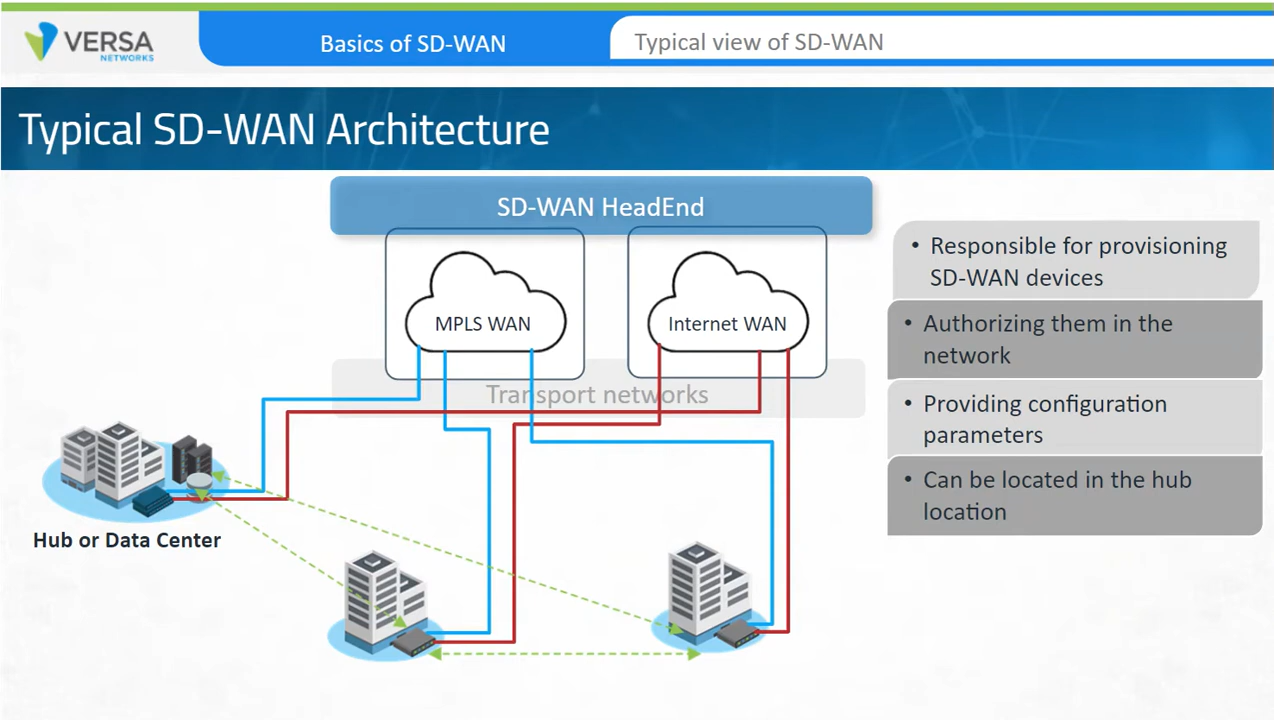 VERSA
NETWORKS
Basics of SD-WAN
Typical view of SD-WAN
Typical SD-WAN Architecture
SD-WAN HeadEnd
MPLS WAN
Internet WAN
Transport networks
Hub or Data Center
• Responsible for provisioning
SD-WAN devices
• Authorizing them in the
network
• Providing configuration
parameters
• Can be located in the hub
location